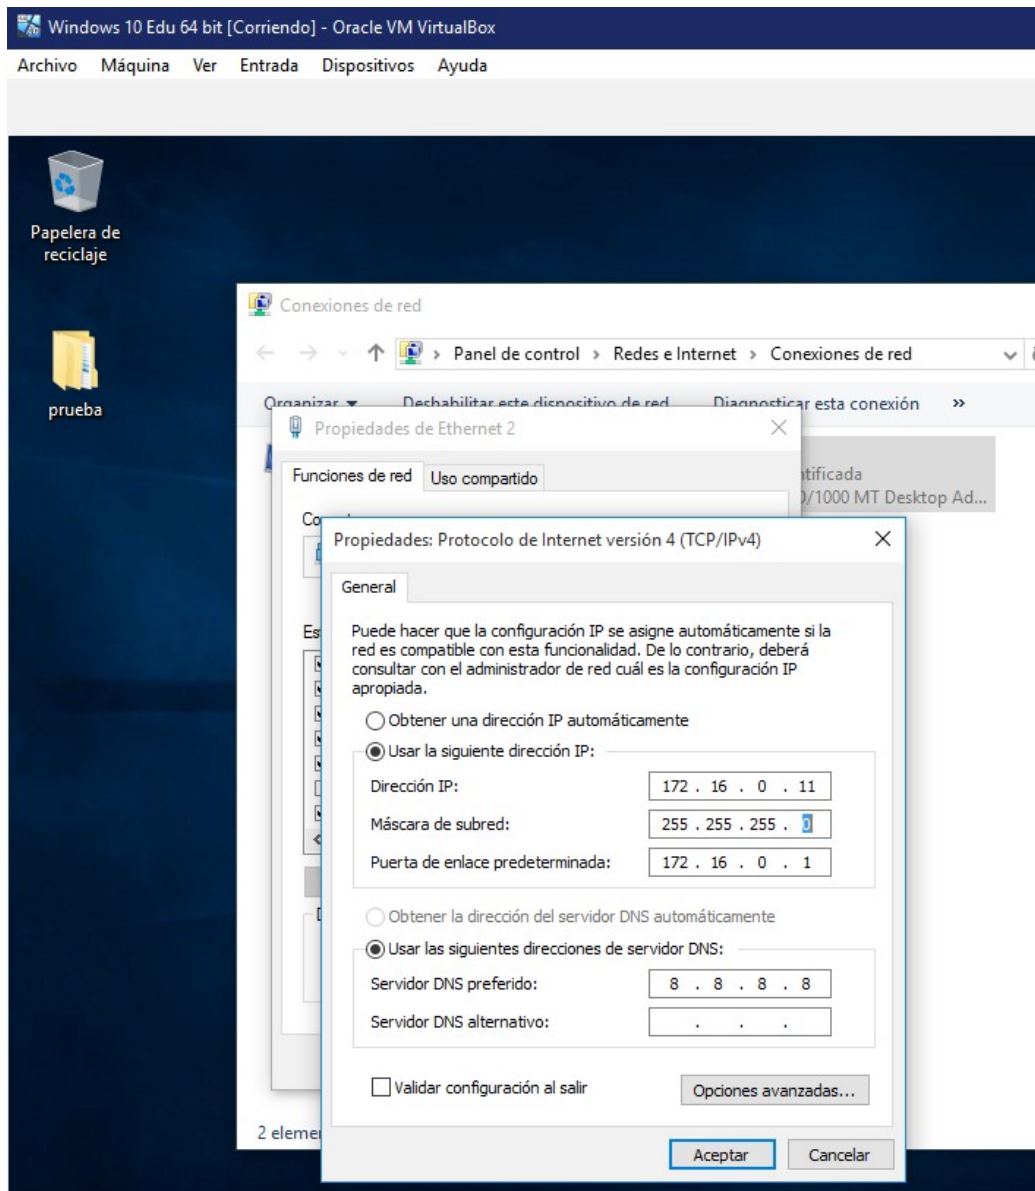 Windows 10 Edu 64 bit [Corriendo] - Oracle VM VirtualBox
Archivo Máquina Ver Entrada Dispositivos Ayuda
Papelera de
reciclaje
prueba
Conexiones de red
Panel de control > Redes e Internet > Conexiones de red
Organizar Deshabilitar este dispositivo de red Diagnosticar esta conexión »
Propiedades de Ethernet 2
Funciones de red Uso compartido
/1000 MT Desktop Ad...
Propiedades: Protocolo de Internet versión 4 (TCP/IPv4)
General
Puede hacer que la configuración IP se asigne automáticamente si la
red es compatible con esta funcionalidad. De lo contrario, deberá
consultar con el administrador de red cuál es la configuración IP
apropiada.
Obtener una dirección IP automáticamente
Usar la siguiente dirección IP:
Dirección IP: 172 . 16 . 0 . 11
Máscara de subred: 255 . 255 . 255 . 0
Puerta de enlace predeterminada: 172 . 16 . 0 . 1
Obtener la dirección del servidor DNS automáticamente
Usar las siguientes direcciones de servidor DNS:
Servidor DNS preferido: 8 . 8 . 8 . 8
Servidor DNS alternativo: . . .
Validar configuración al salir
Opciones avanzadas...
2 eleme
Aceptar Cancelar